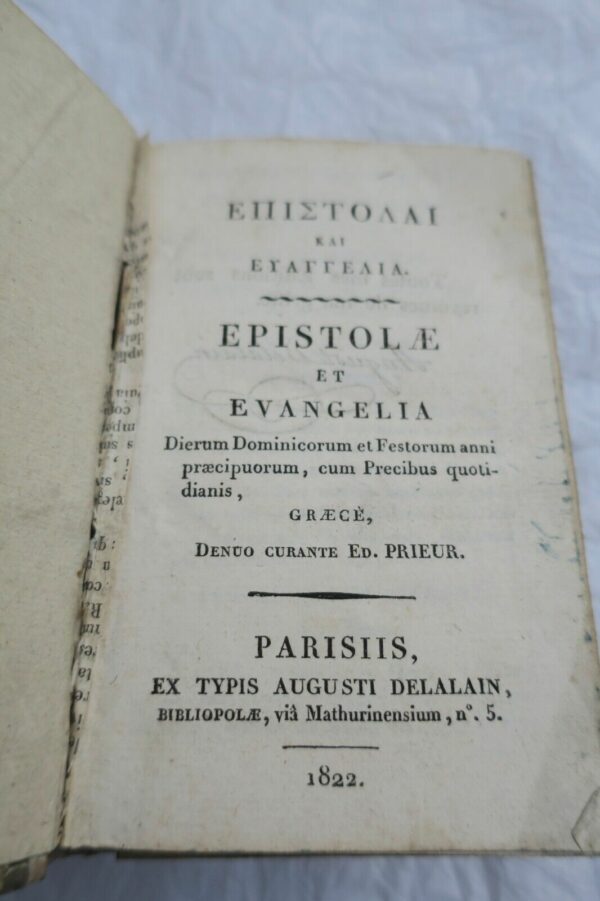 ΕΠΙΣΤΟΛΑΙ
ΚΑΙ
ΕΥΑΓΓΕΛΙΑ.
EPISTOLÆ
ET
EVANGELIA
Dierum Dominicorum et Festorum anni
præcipuorum, cum Precibus quoti-
dianis,
GRÆCÈ,
DENUO CURANTE ED. PRIEUR.
PARISIIS,
EX TYPIS AUGUSTI DELALAIN,
BIBLIOPOLÆ, viâ Mathurinensium, nº. 5.
1822.